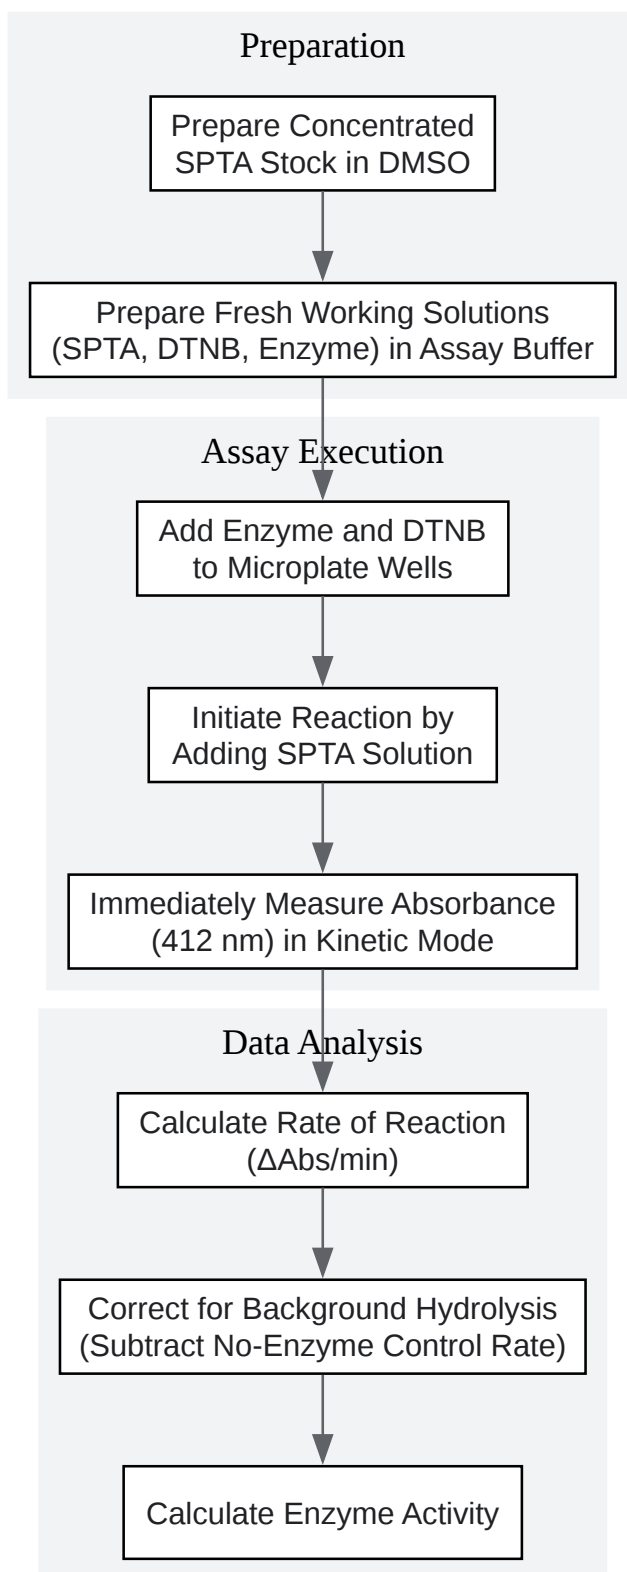 Preparation
Prepare Concentrated
SPTA Stock in DMSO
Prepare Fresh Working Solutions
(SPTA, DTNB, Enzyme) in Assay Buffer
Assay Execution
Add Enzyme and DTNB
to Microplate Wells
Initiate Reaction by
Adding SPTA Solution
Immediately Measure Absorbance
(412 nm) in Kinetic Mode
Data Analysis
Calculate Rate of Reaction
(ΔAbs/min)
Correct for Background Hydrolysis
(Subtract No-Enzyme Control Rate)
Calculate Enzyme Activity